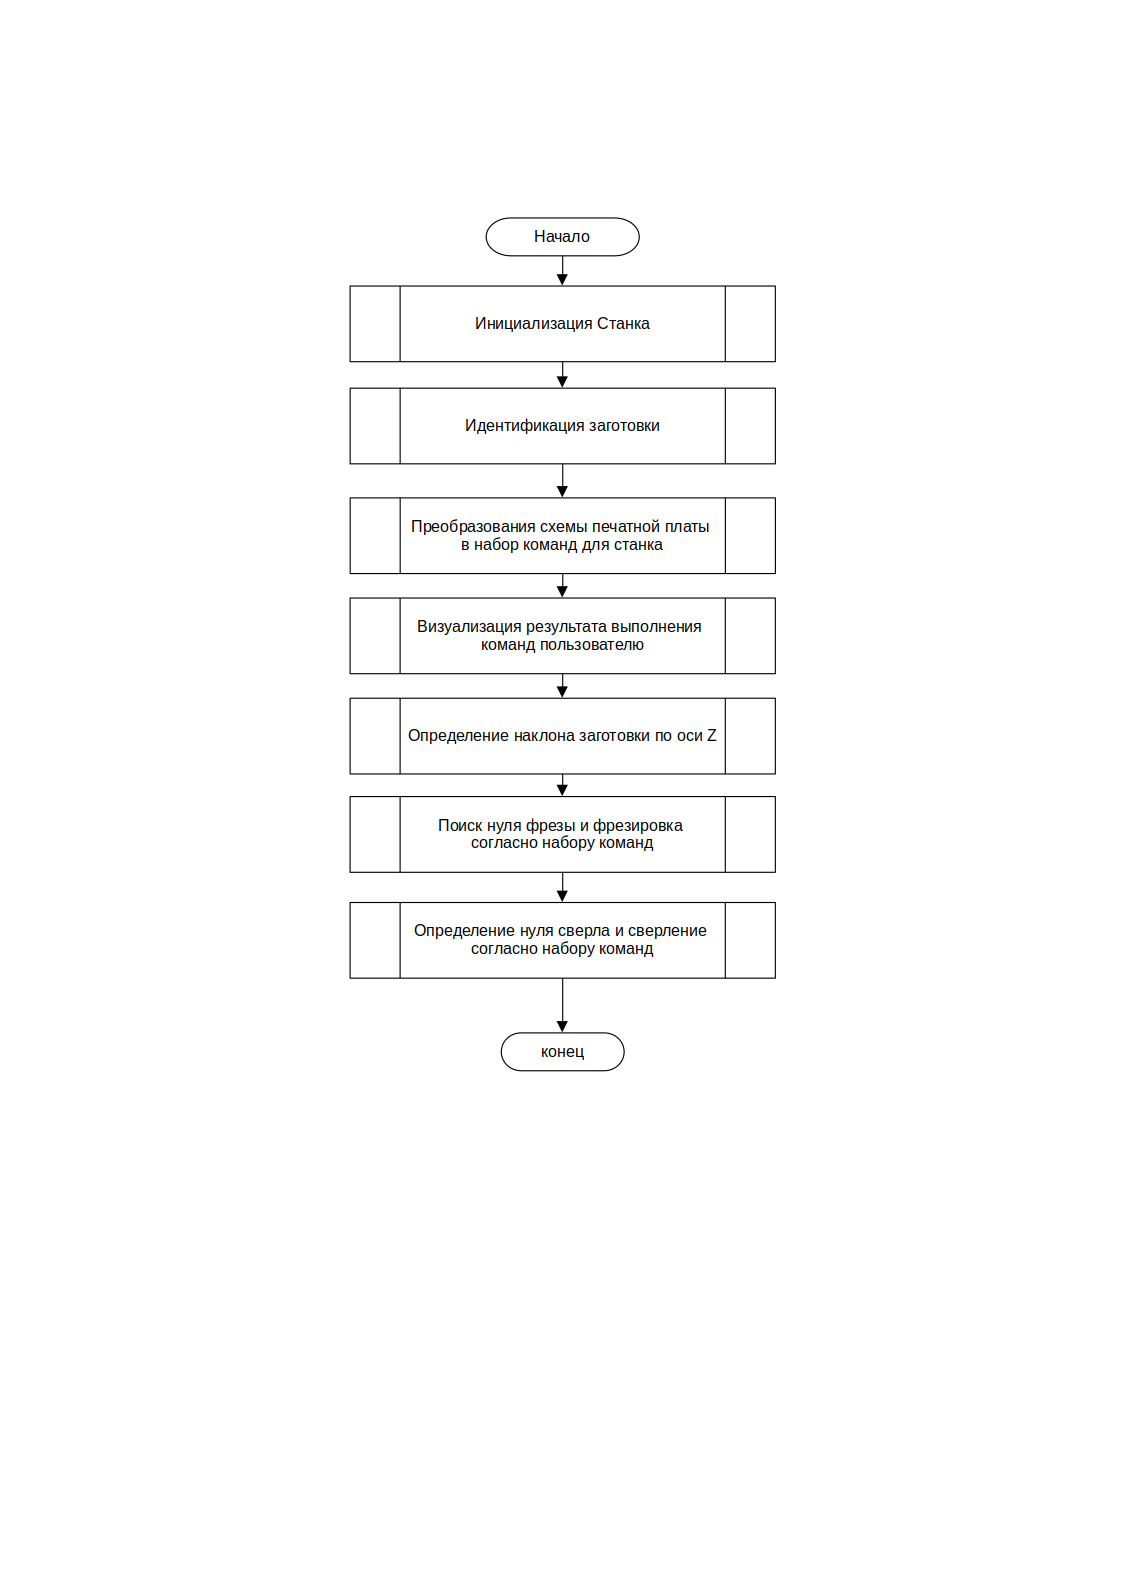 Начало
Инициализация Станка
Идентификация заготовки
Преобразования схемы печатной платы
в набор команд для станка
Визуализация результата выполнения
команд пользователю
Определение наклона заготовки по оси Z
Поиск нуля фрезы и фрезировка
согласно набору команд
Определение нуля сверла и сверление
согласно набору команд
конец